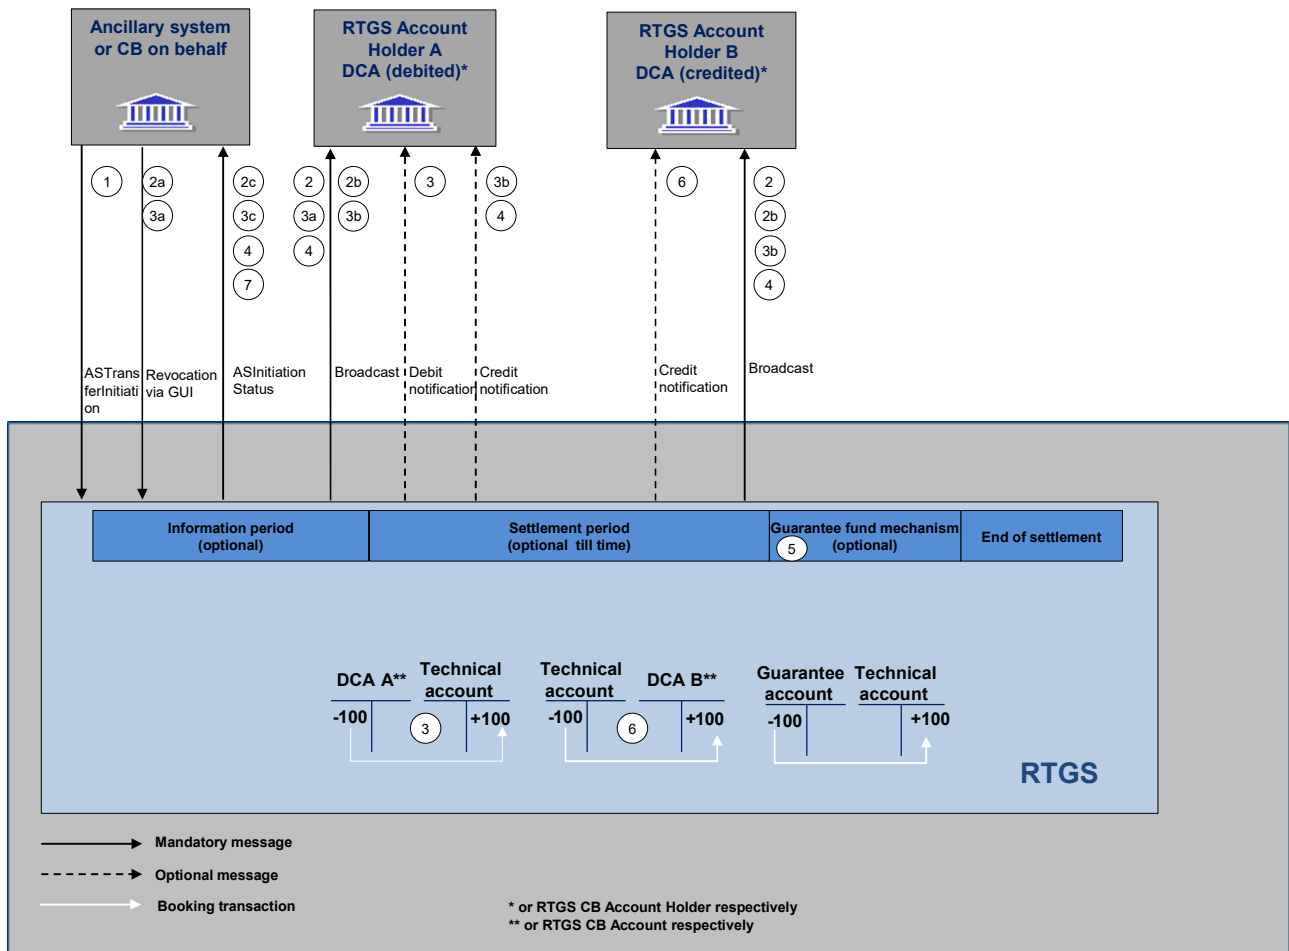 Ancillary system
or CB on behalf
RTGS Account
Holder A
DCA (debited)*
RTGS Account
Holder B
DCA (credited)*
1
2a
3a
2c
3c
4
7
2
3a
4
2b
3b
3
3b
4
6
2
2b
3b
4
ASTrans
ferInitiati
on
Revocation
via GUI
ASInitiation
Status
Broadcast
Debit
notification
Credit
notification
Credit
notification
Broadcast
Information period
(optional)
Settlement period
(optional till time)
Guarantee fund mechanism
(optional)
5
End of settlement
DCA A**
Technical
account
-100
3
+100
Technical
account
DCA B**
-100
6
+100
Guarantee
account
Technical
account
-100
+100
RTGS
Mandatory message
Optional message
Booking transaction
* or RTGS CB Account Holder respectively
** or RTGS CB Account respectively